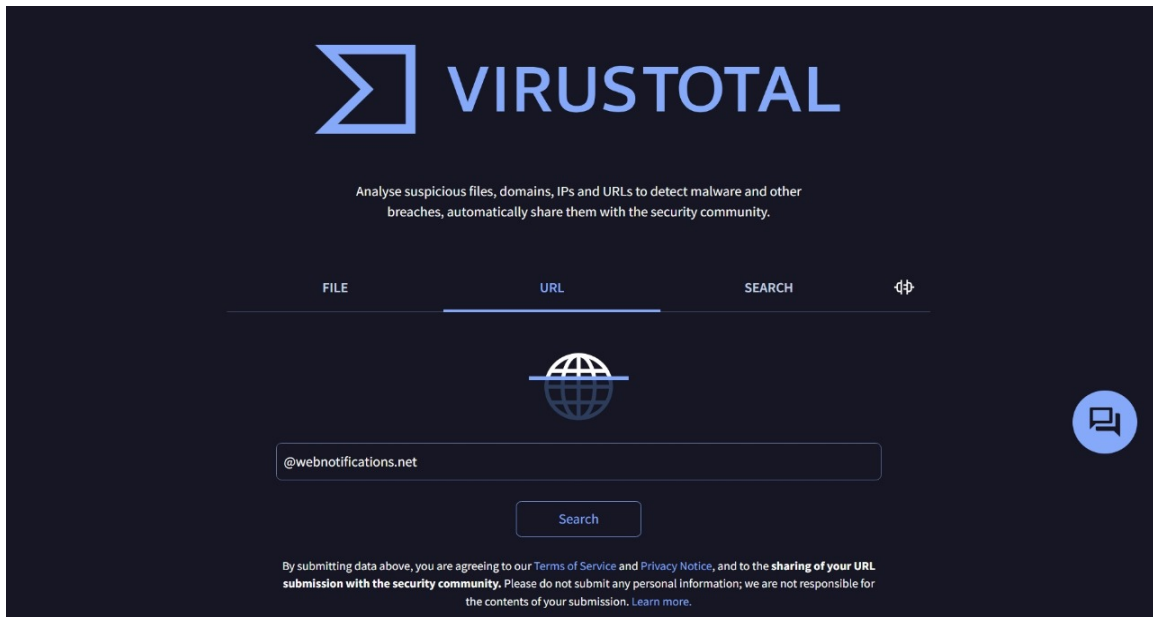 VIRUSTOTAL
Analyse suspicious files, domains, IPs and URLs to detect malware and other
breaches, automatically share them with the security community.
FILE URL SEARCH
@webnotifications.net
Search
By submitting data above, you are agreeing to our Terms of Service and Privacy Notice, and to the sharing of your URL
submission with the security community. Please do not submit any personal information; we are not responsible for
the contents of your submission. Learn more.